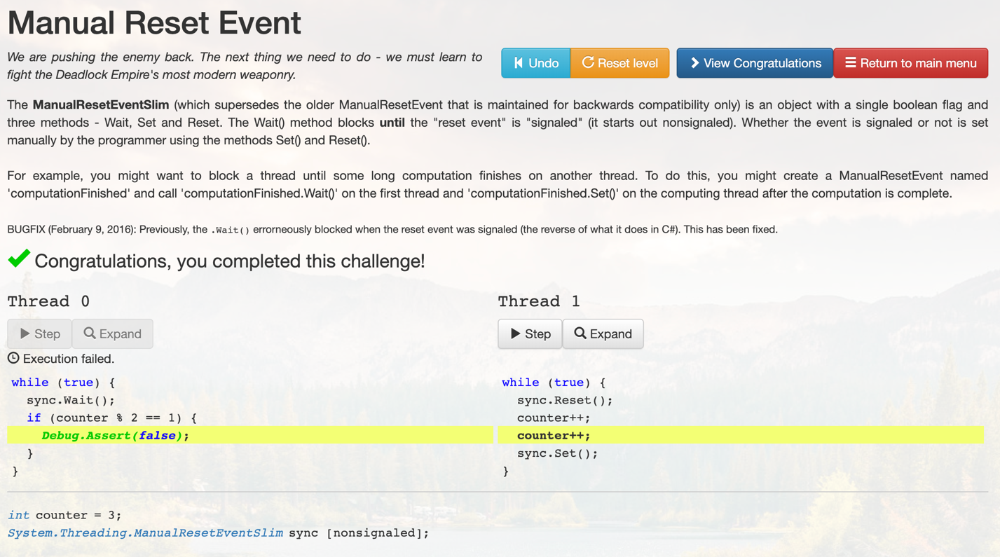 Manual Reset Event
We are pushing the enemy back. The next thing we need to do - we must learn to
fight the Deadlock Empire's most modern weaponry.
Undo
Reset level
View Congratulations
Return to main menu
The ManualResetEventSlim (which supersedes the older ManualResetEvent that is maintained for backwards compatibility only) is an object with a single boolean flag and
three methods - Wait, Set and Reset. The Wait() method blocks until the "reset event" is "signaled" (it starts out nonsignaled). Whether the event is signaled or not is set
manually by the programmer using the methods Set() and Reset().
For example, you might want to block a thread until some long computation finishes on another thread. To do this, you might create a ManualResetEvent named
'computationFinished' and call 'computationFinished.Wait()' on the first thread and 'computationFinished.Set()' on the computing thread after the computation is complete.
BUGFIX (February 9, 2016): Previously, the .Wait() errorneously blocked when the reset event was signaled (the reverse of what it does in C#). This has been fixed.
Congratulations, you completed this challenge!
Thread 0
Step
Expand
Execution failed.
while (true) {
  sync.Wait();
  if (counter % 2 == 1) {
    Debug.Assert(false);
  }
}
Thread 1
Step
Expand
while (true) {
  sync.Reset();
  counter++;
  counter++;
  sync.Set();
}
int counter = 3;
System.Threading.ManualResetEventSlim sync [nonsignaled];